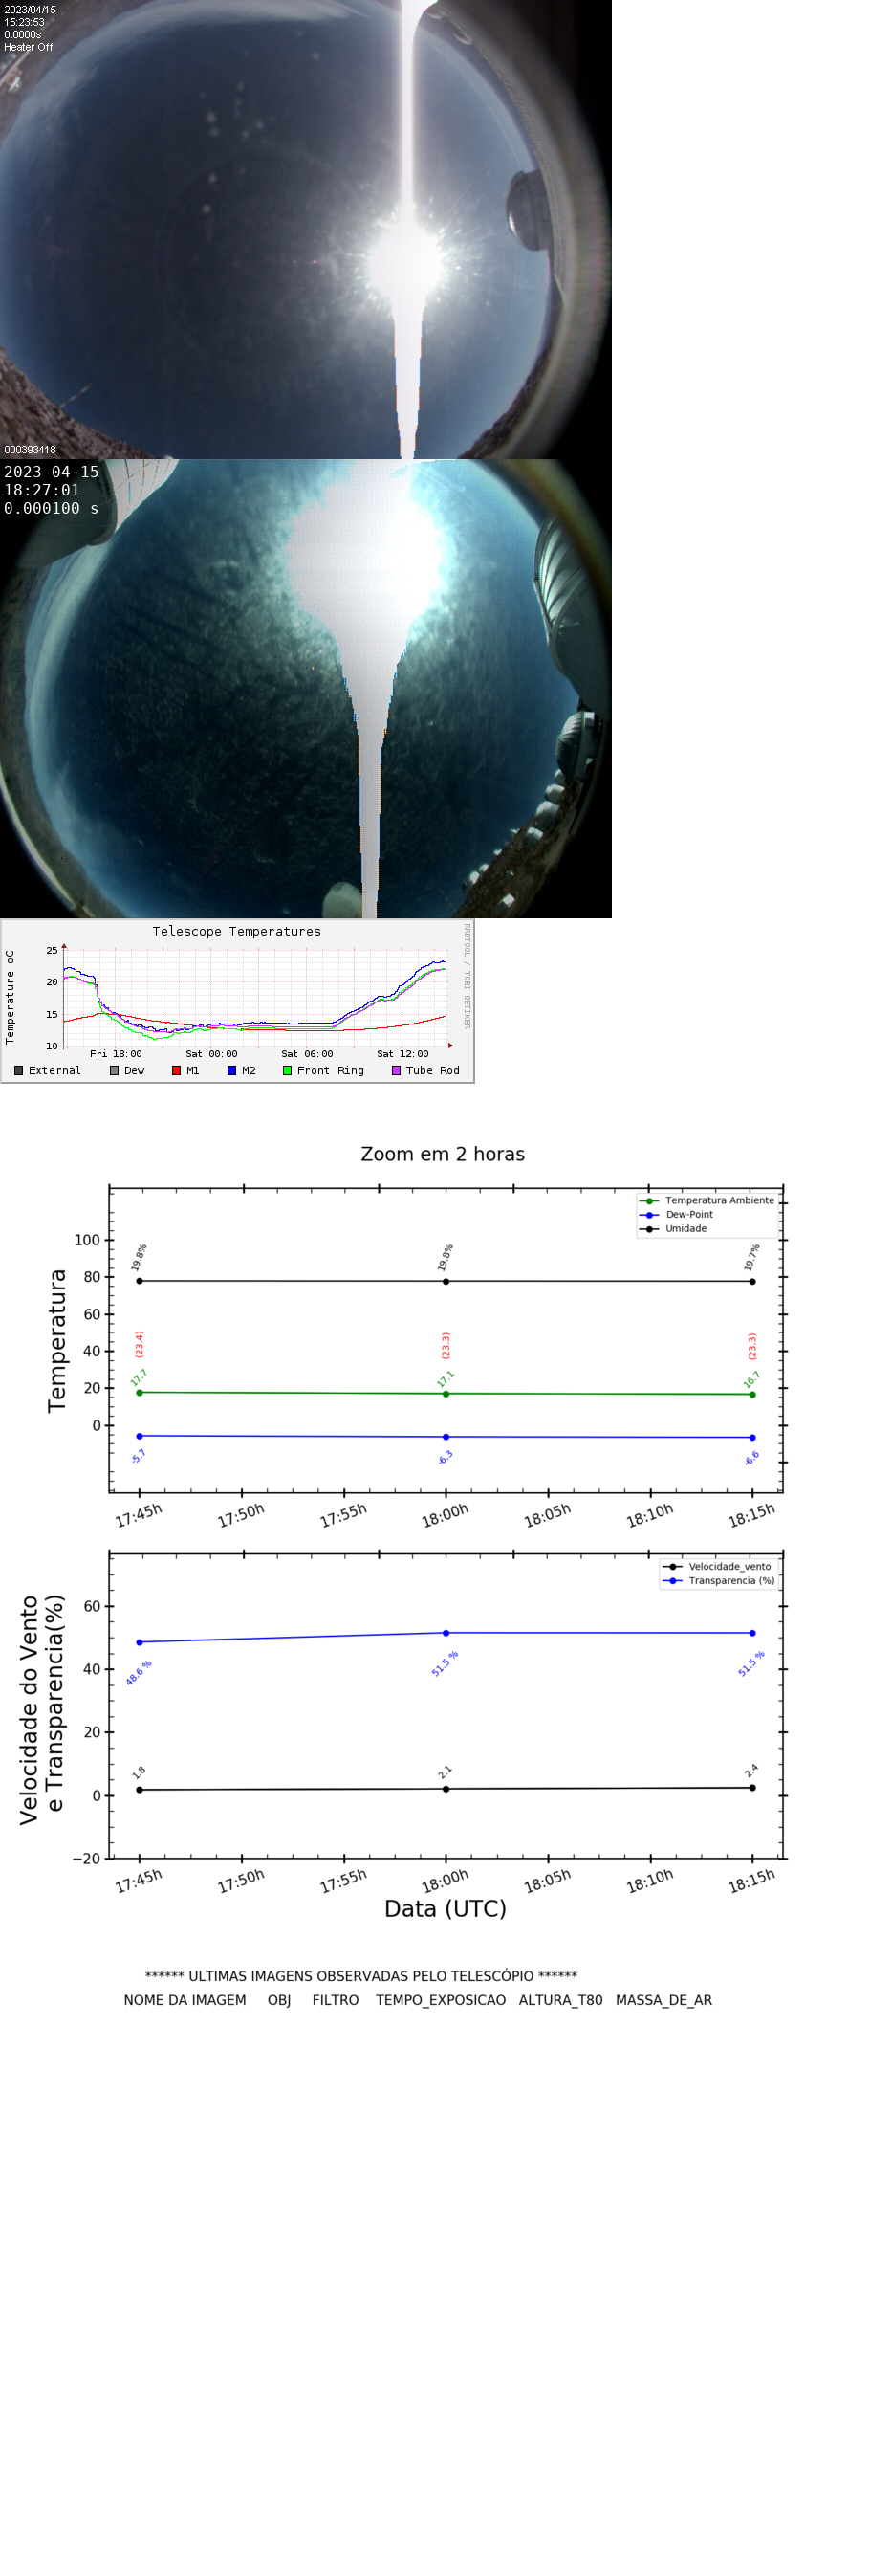 2023/04/15
15:23:53
0.0000s
Heater Off
000393418
2023-04-15
18:27:01
0.000100 s
Telescope Temperatures
RRDTOOL / TOBI OETIKER
Temperature oC
25
20
15
10
Fri 18:00 Sat 00:00 Sat 06:00 Sat 12:00
External Dew M1 M2 Front Ring Tube Rod
Zoom em 2 horas
Temperatura Ambiente
Dew-Point
Umidade
Temperatura
100
80
60
40
20
0
19.8% 19.8% 19.7%
(23.4) (23.3) (23.3)
17.7 17.1 16.7
-5.7 -6.3 -6.6
17:45h 17:50h 17:55h 18:00h 18:05h 18:10h 18:15h
Velocidade_vento
Transparencia (%)
Velocidade do Vento
e Transparencia(%)
60
40
20
0
−20
48.6 % 51.5 % 51.5 %
1.8 2.1 2.4
17:45h 17:50h 17:55h 18:00h 18:05h 18:10h 18:15h
Data (UTC)
****** ULTIMAS IMAGENS OBSERVADAS PELO TELESCÓPIO ******
NOME DA IMAGEM OBJ FILTRO TEMPO_EXPOSICAO ALTURA_T80 MASSA_DE_AR